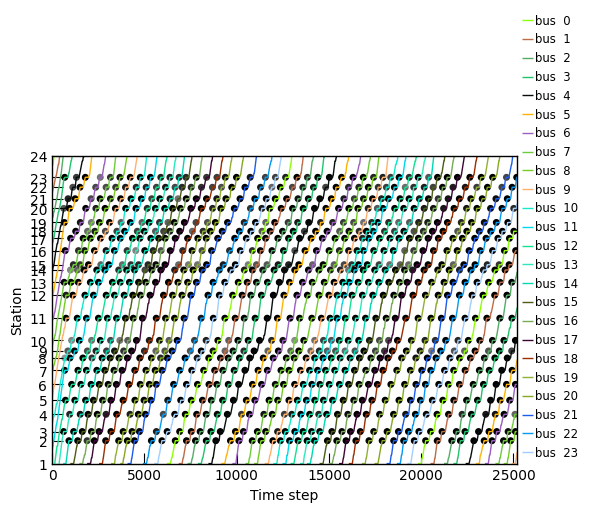 bus 0
bus 1
bus 2
bus 3
bus 4
bus 5
bus 6
bus 7
bus 8
bus 9
bus 10
bus 11
bus 12
bus 13
bus 14
bus 15
bus 16
bus 17
bus 18
bus 19
bus 20
bus 21
bus 22
bus 23
24
23
22
21
20
19
18
17
16
15
13
12
11
10
9
8
7
6
5
4
3
2
1
Station
0 5000 10000 15000 20000 25000
Time step